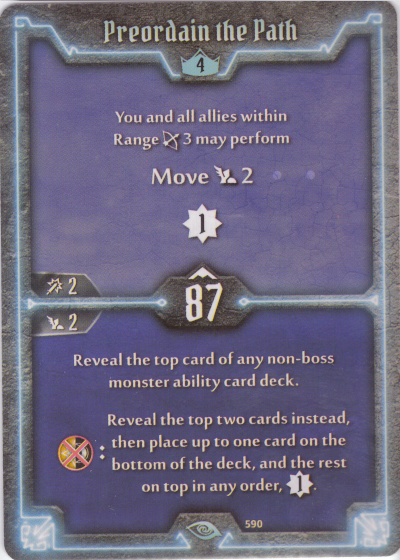 Preordain the Path
4
You and all allies within
Range 3 may perform
Move 2
1
2
87
2
Reveal the top card of any non-boss
monster ability card deck.
Reveal the top two cards instead,
: then place up to one card on the
bottom of the deck, and the rest
on top in any order, 1.
590